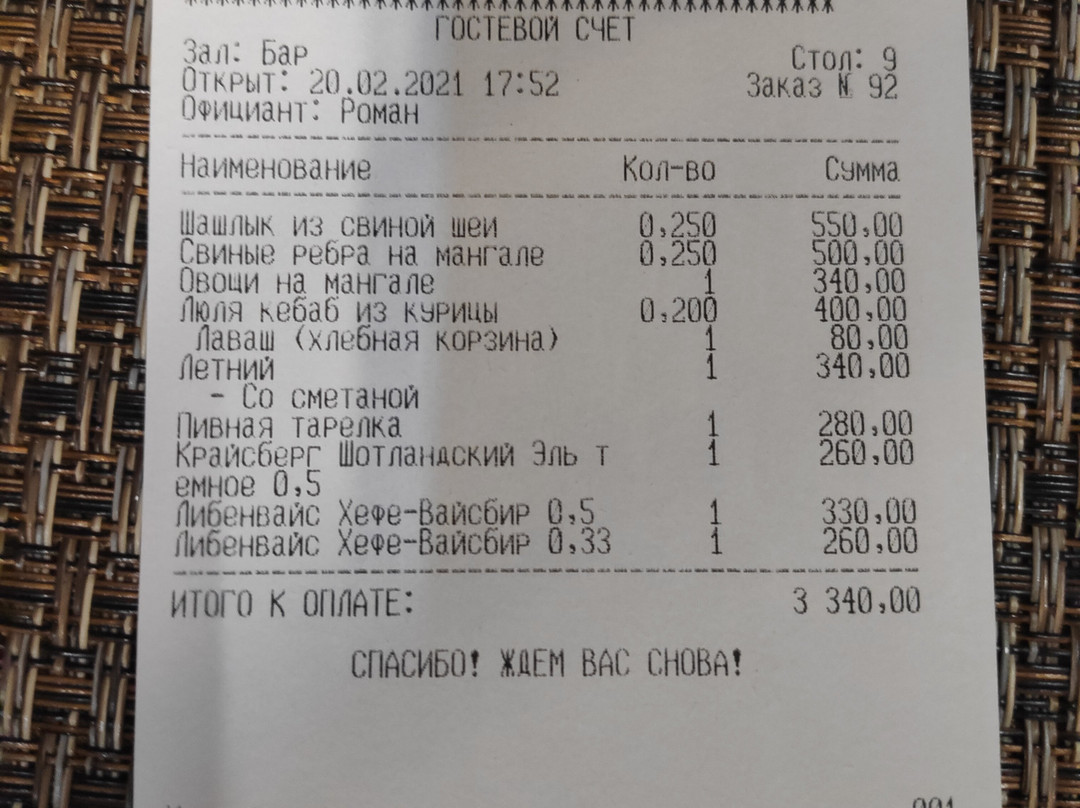 ГОСТЕВОЙ СЧЕТ
Зал: Бар Стол: 9
Открыт: 20.02.2021 17:52 Заказ № 92
Официант: Роман
Наименование Кол-во Сумма
Шашлык из свиной шеи 0,250 550,00
Свиные ребра на мангале 0,250 500,00
Овощи на мангале 1 340,00
Люля кебаб из курицы 0,200 400,00
Лаваш (хлебная корзина) 1 80,00
Летний 1 340,00
- Со сметаной
Пивная тарелка 1 280,00
Крайсберг Шотландский Эль т 1 260,00
емное 0,5
Либенвайс Хефе-Вайсбир 0,5 1 330,00
Либенвайс Хефе-Вайсбир 0,33 1 260,00
ИТОГО К ОПЛАТЕ: 3 340,00
СПАСИБО! ЖДЕМ ВАС СНОВА!